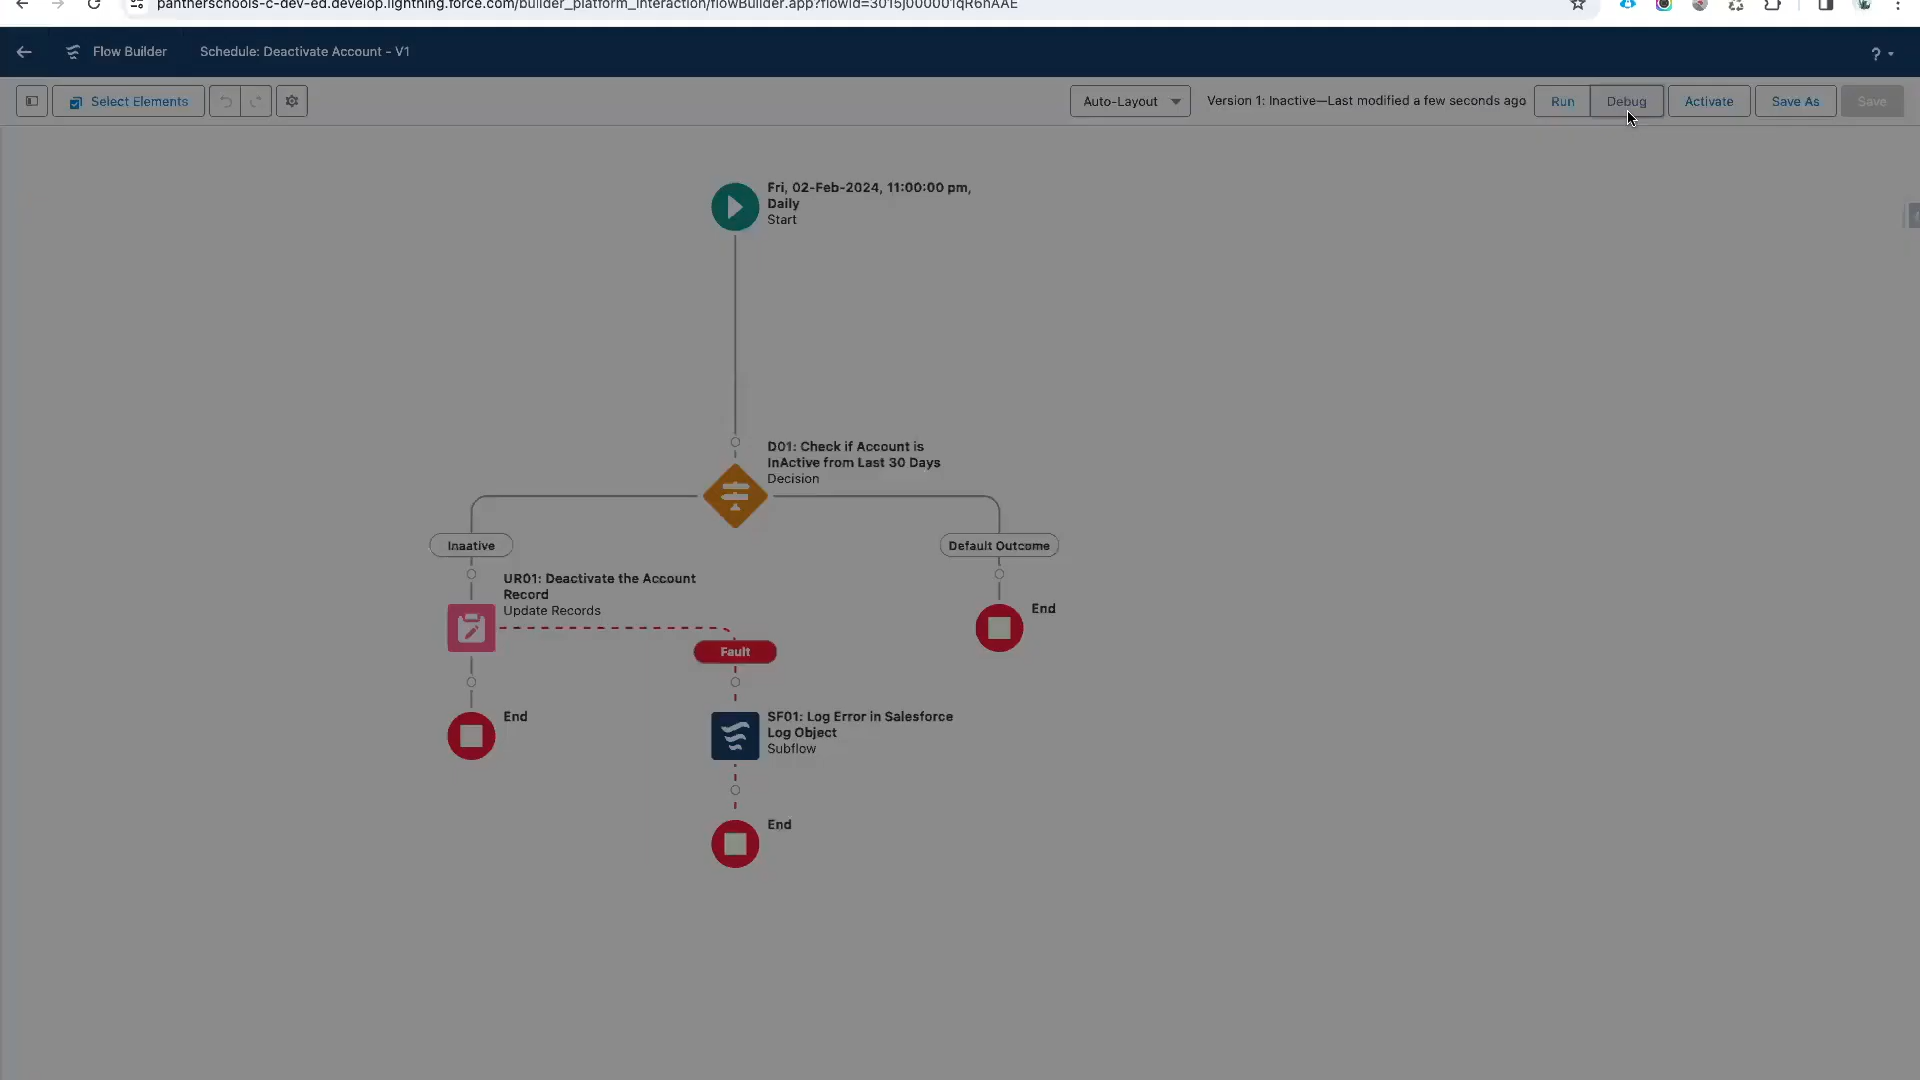 pantherschools-c-dev-ed.develop.lightning.force.com/builder_platform_interaction/flowBuilder.app?flowId=3015j000001qR6hAAE
Flow Builder
Schedule: Deactivate Account - V1
?
Select Elements
Auto-Layout
Version 1: Inactive—Last modified a few seconds ago
Run
Debug
Activate
Save As
Save
Fri, 02-Feb-2024, 11:00:00 pm,
Daily
Start
D01: Check if Account is
InActive from Last 30 Days
Decision
Inaative
Default Outcome
UR01: Deactivate the Account
Record
Update Records
End
Fault
End
SF01: Log Error in Salesforce
Log Object
Subflow
End